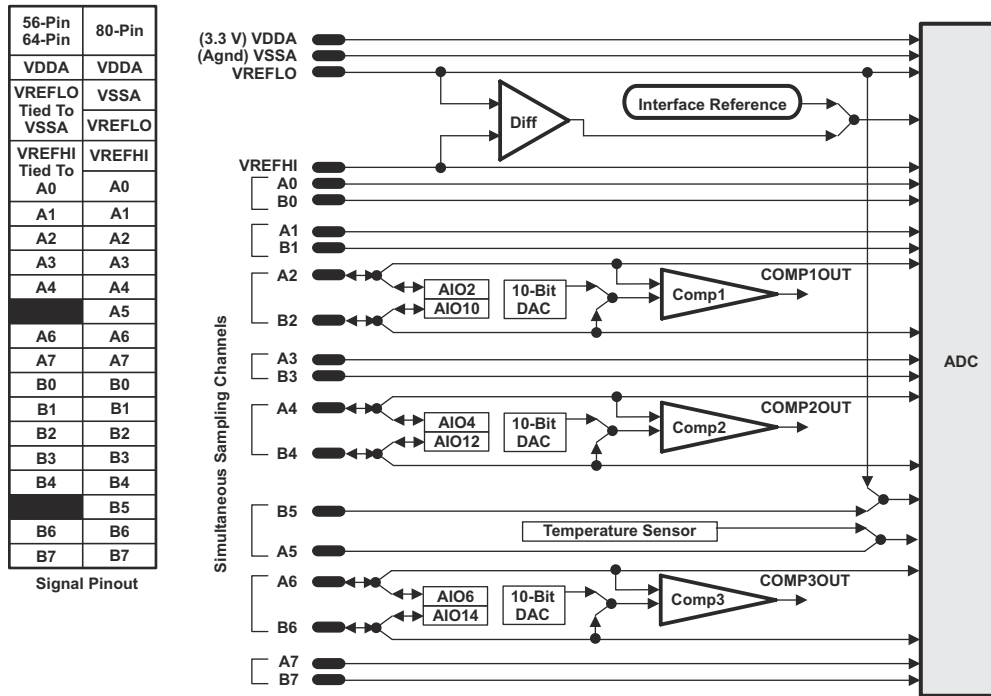 56-Pin
64-Pin
80-Pin
VDDA
VDDA
VREFLO
Tied To
VSSA
VSSA
VREFLO
VREFHI
Tied To
A0
VREFHI
A0
A1
A1
A2
A2
A3
A3
A4
A4
A5
A6
A6
A7
A7
B0
B0
B1
B1
B2
B2
B3
B3
B4
B4
B5
B6
B6
B7
B7
Signal Pinout
(3.3 V) VDDA
(Agnd) VSSA
VREFLO
Diff
Interface Reference
VREFHI
A0
B0
A1
B1
A2
AIO2
AIO10
10-Bit
DAC
Comp1
COMP1OUT
B2
A3
B3
Simultaneous Sampling Channels
ADC
A4
AIO4
AIO12
10-Bit
DAC
Comp2
COMP2OUT
B4
B5
Temperature Sensor
A5
A6
AIO6
AIO14
10-Bit
DAC
Comp3
COMP3OUT
B6
A7
B7